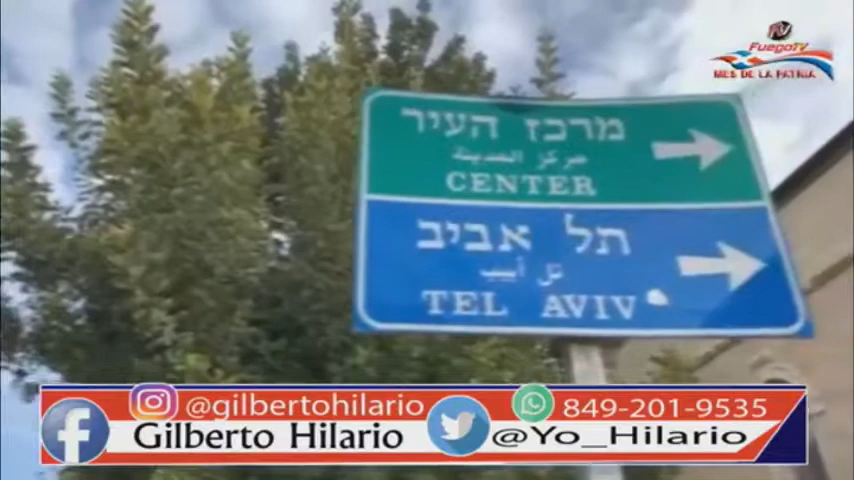 FuegoTV
MES DE LA PATRIA
מרכז העיר
مركز المدينة
CENTER
תל אביב
تل أبيب
TEL AVIV
@gilbertohilario
849-201-9535
Gilberto Hilario
@Yo_Hilario